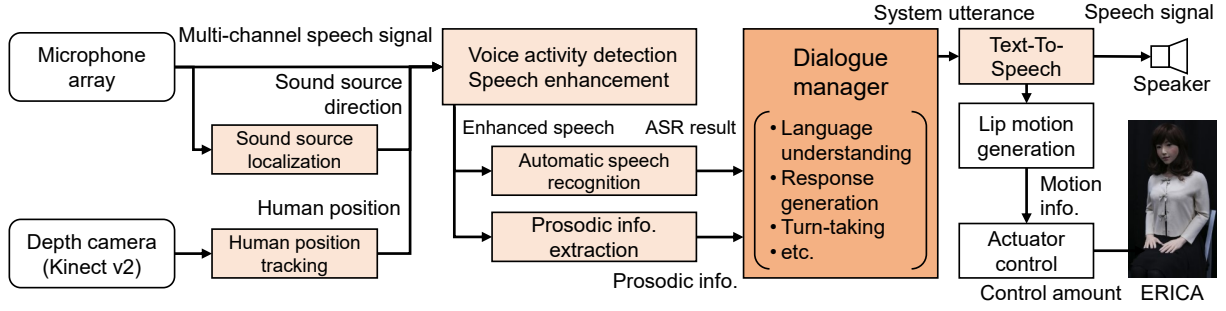 Microphone
array
Multi-channel speech signal
Sound source
direction
Sound source
localization
Human position
Depth camera
(Kinect v2)
Human position
tracking
Voice activity detection
Speech enhancement
Enhanced speech
ASR result
Automatic speech
recognition
Prosodic info.
extraction
Prosodic info.
Dialogue
manager
• Language
understanding
• Response
generation
• Turn-taking
• etc.
System utterance
Speech signal
Text-To-
Speech
Speaker
Lip motion
generation
Motion
info.
Actuator
control
Control amount
ERICA